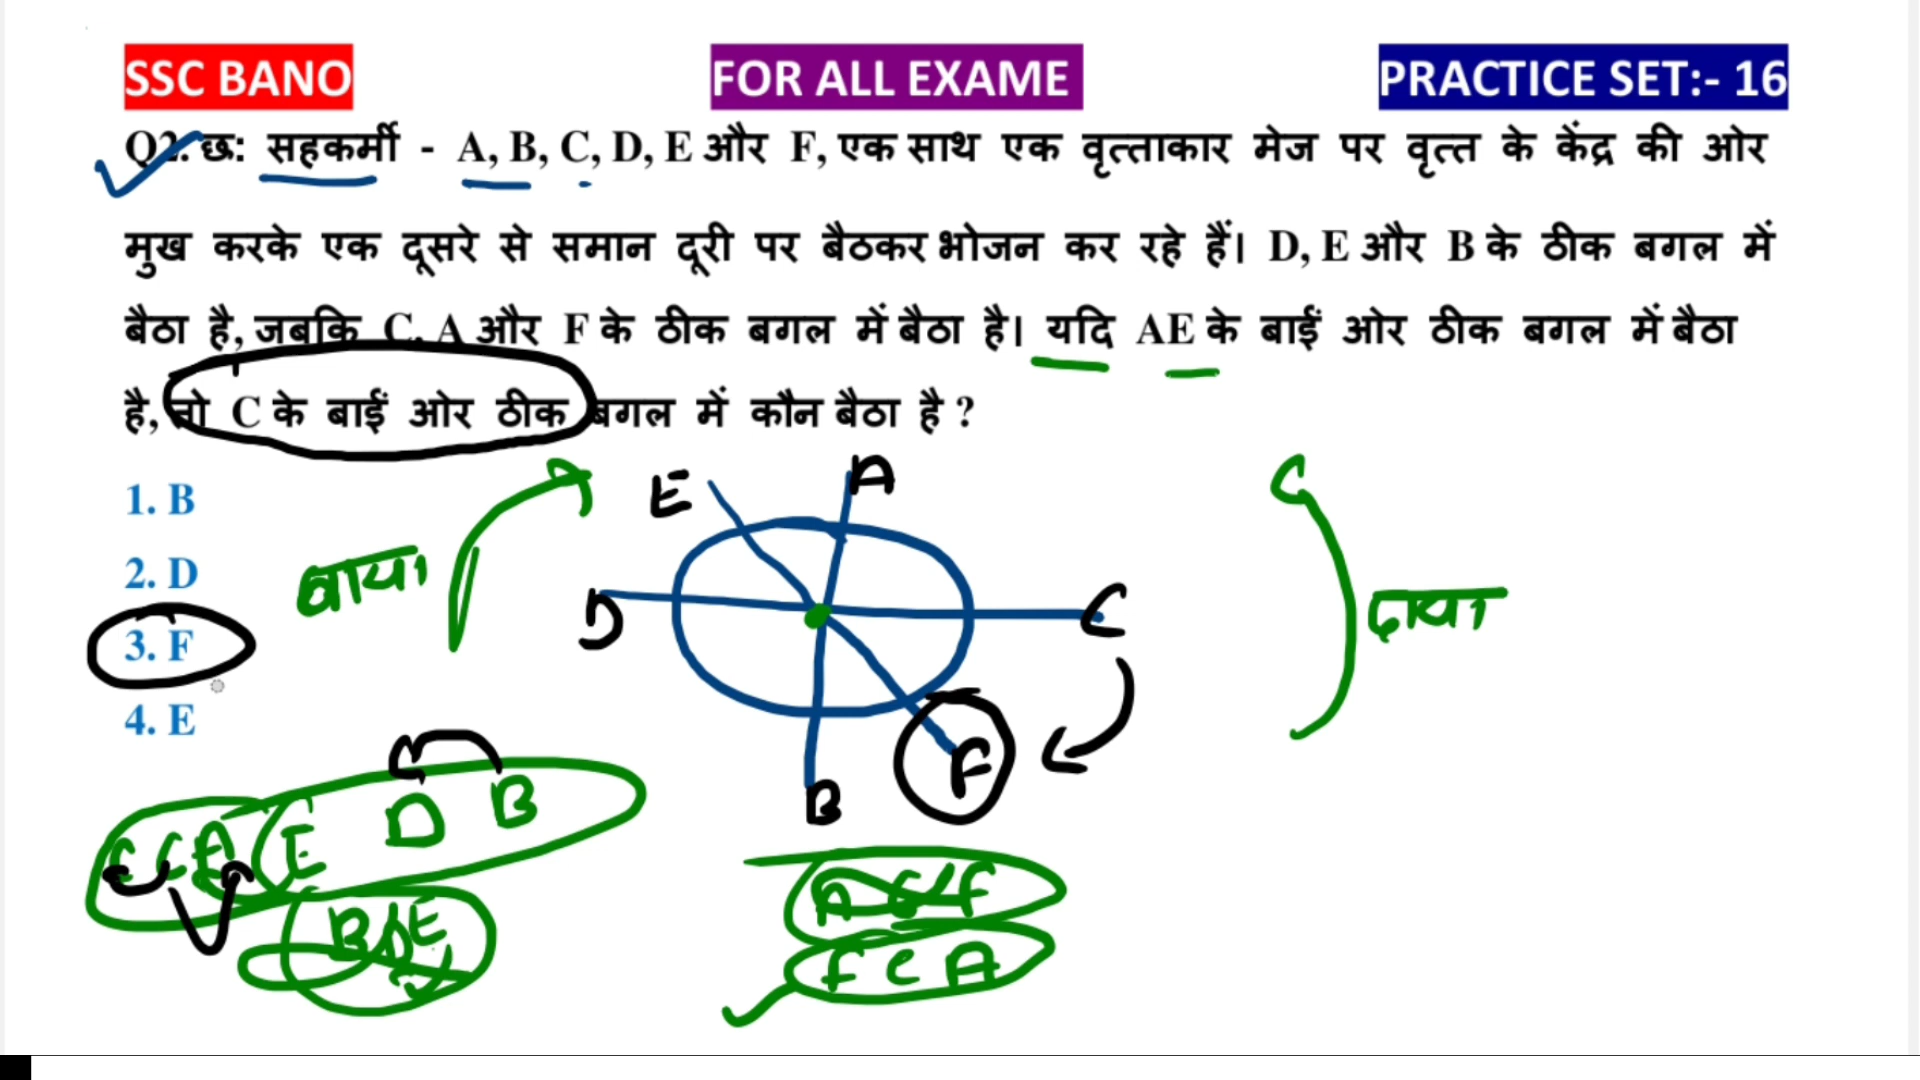 SSC BANO FOR ALL EXAME PRACTICE SET:- 16
Q2. छ: सहकर्मी - A, B, C, D, E और F, एक साथ एक वृत्ताकार मेज पर वृत्त के केंद्र की ओर
मुख करके एक दूसरे से समान दूरी पर बैठकर भोजन कर रहे हैं। D, E और B के ठीक बगल में
बैठा है, जबकि C, A और F के ठीक बगल में बैठा है। यदि AE के बाईं ओर ठीक बगल में बैठा
है, तो C के बाईं ओर ठीक बगल में कौन बैठा है ?
1. B
2. D
3. F
4. E
E A
बाया D C दाया
F
B
E D B
B D E
A C F
F C A